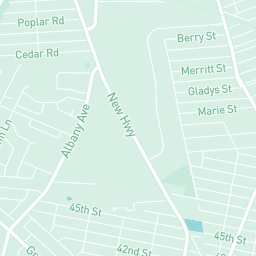 Poplar Rd
Berry St
Cedar Rd
Merritt St
Gladys St
Marie St
New Hwy
Albany Ave
Ln
45th St
45th St
42nd St